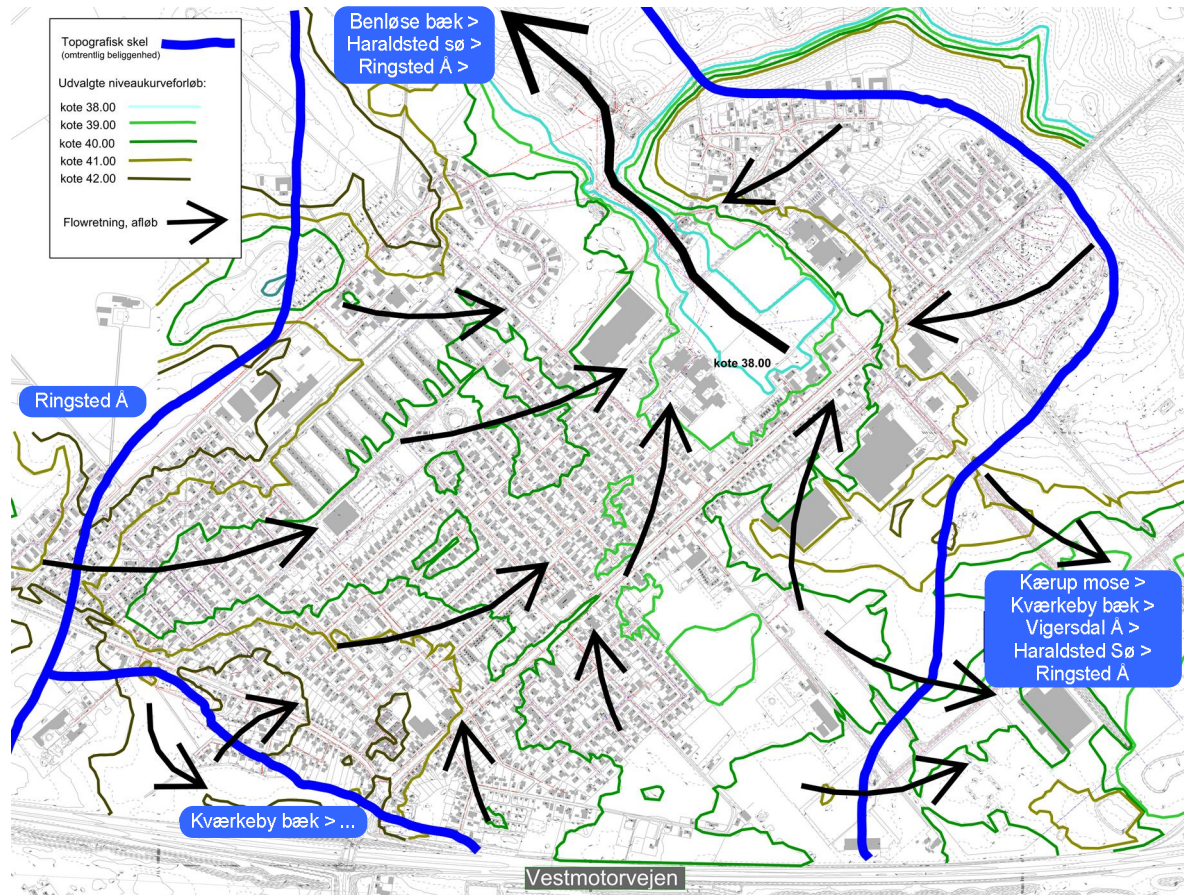 Topografisk skel
(omtrentlig beliggenhed)
Udvalgte niveaukurveforløb:
kote 38.00
kote 39.00
kote 40.00
kote 41.00
kote 42.00
Flowretning, afløb
Benløse bæk >
Haraldsted sø >
Ringsted Å >
kote 38.00
Ringsted Å
Kærup mose >
Kværkeby bæk >
Vigersdal Å >
Haraldsted Sø >
Ringsted Å
Kværkeby bæk > ...
Vestmotorvejen